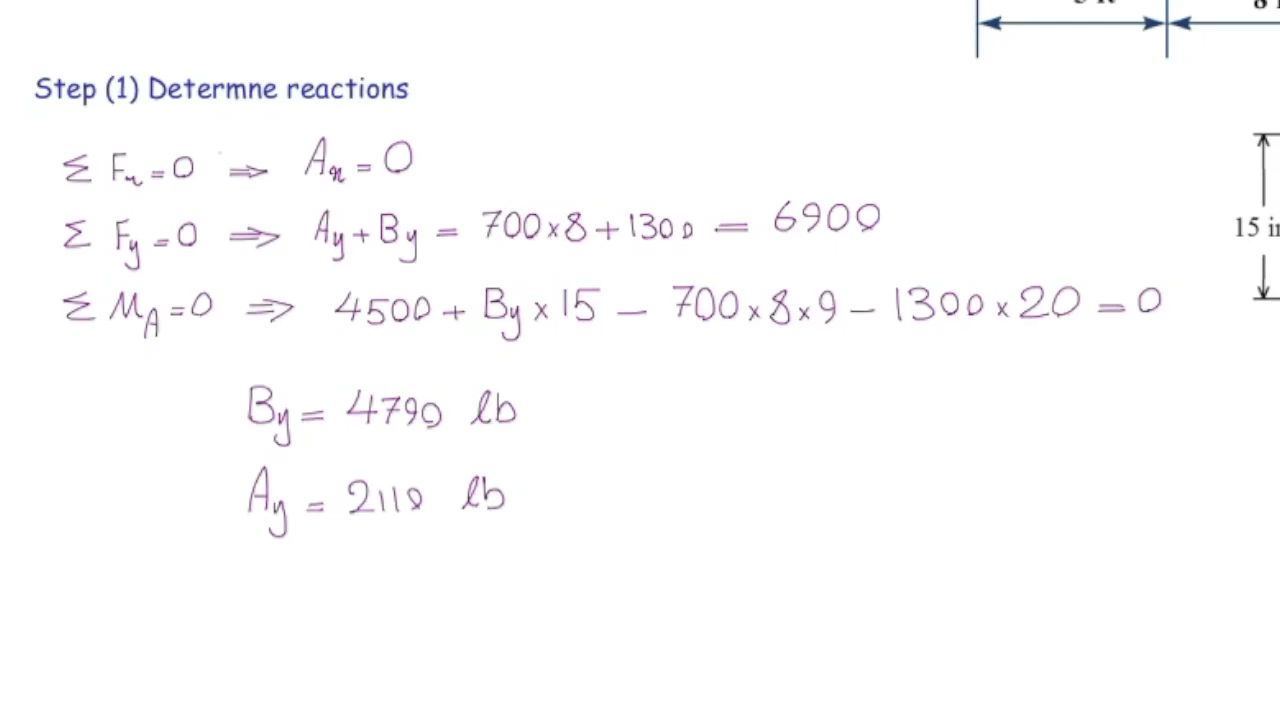 Step (1) Determne reactions
Σ Fx = 0 ⇒ Ax = 0
Σ Fy = 0 ⇒ Ay + By = 700 × 8 + 1300 = 6900
Σ MA = 0 ⇒ 4500 + By × 15 − 700 × 8 × 9 − 1300 × 20 = 0
15 in
By = 4790 lb
Ay = 2110 lb